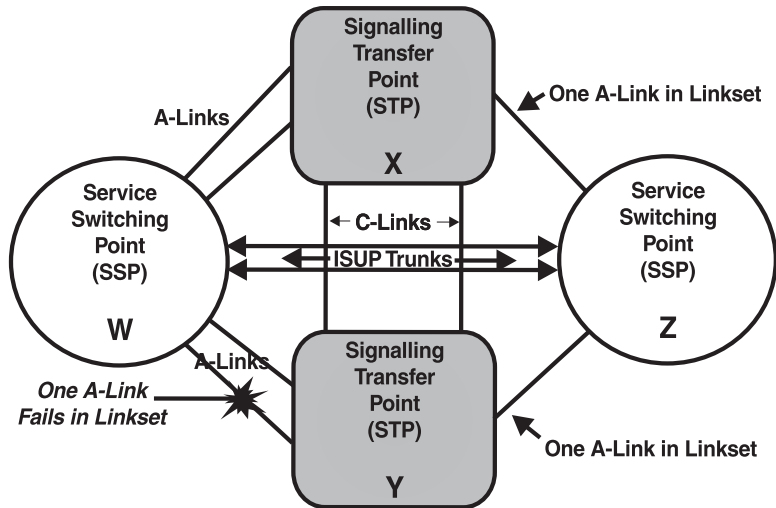 Signalling
Transfer
Point
(STP)
X
A-Links
One A-Link in Linkset
Service
Switching
Point
(SSP)
W
C-Links
ISUP Trunks
Service
Switching
Point
(SSP)
Z
A-Links
One A-Link
Fails in Linkset
Signalling
Transfer
Point
(STP)
Y
One A-Link in Linkset